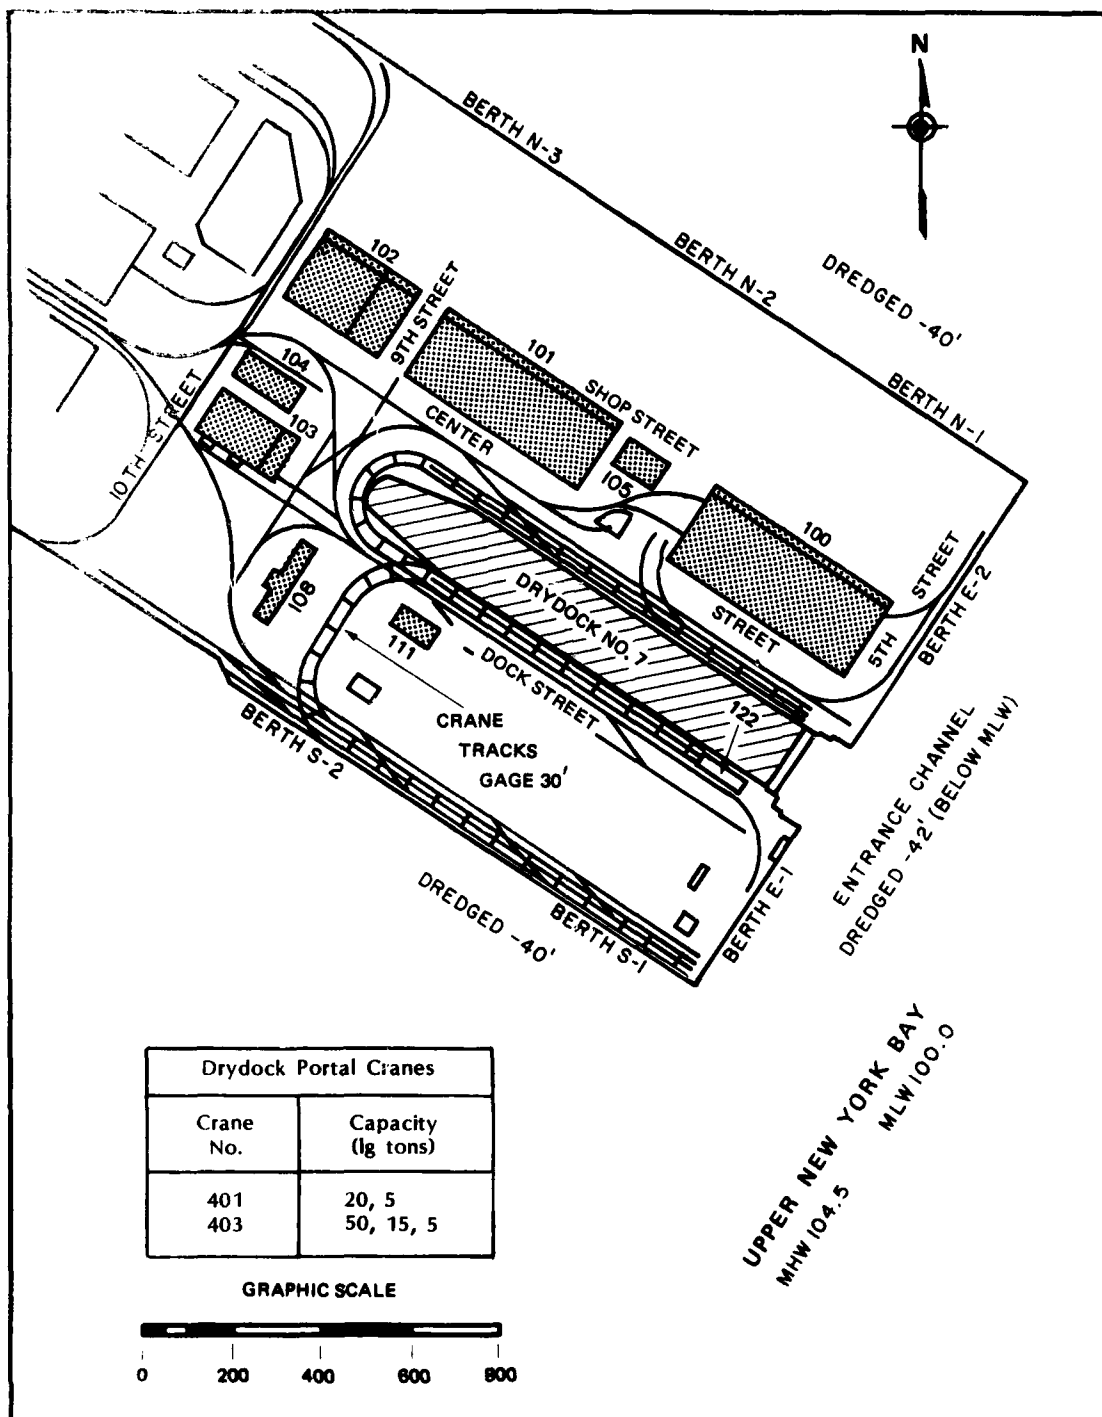 N
BERTH N-3
BERTH N-2
DREDGED -40'
BERTH N-1
102
9TH STREET
101
SHOP STREET
104
CENTER
103
105
10TH STREET
100
STREET
BERTH E-2
DRYDOCK NO. 7
STREET
5TH
108
111
DOCK STREET
122
BERTH S-2
CRANE
TRACKS
GAGE 30'
ENTRANCE CHANNEL
DREDGED -42' (BELOW MLW)
DREDGED -40'
BERTH S-1
BERTH E-1
UPPER NEW YORK BAY
MHW 104.5 MLW 100.0
Drydock Portal Cranes
Crane No. Capacity (lg tons)
401 20, 5
403 50, 15, 5
GRAPHIC SCALE
0 200 400 600 800